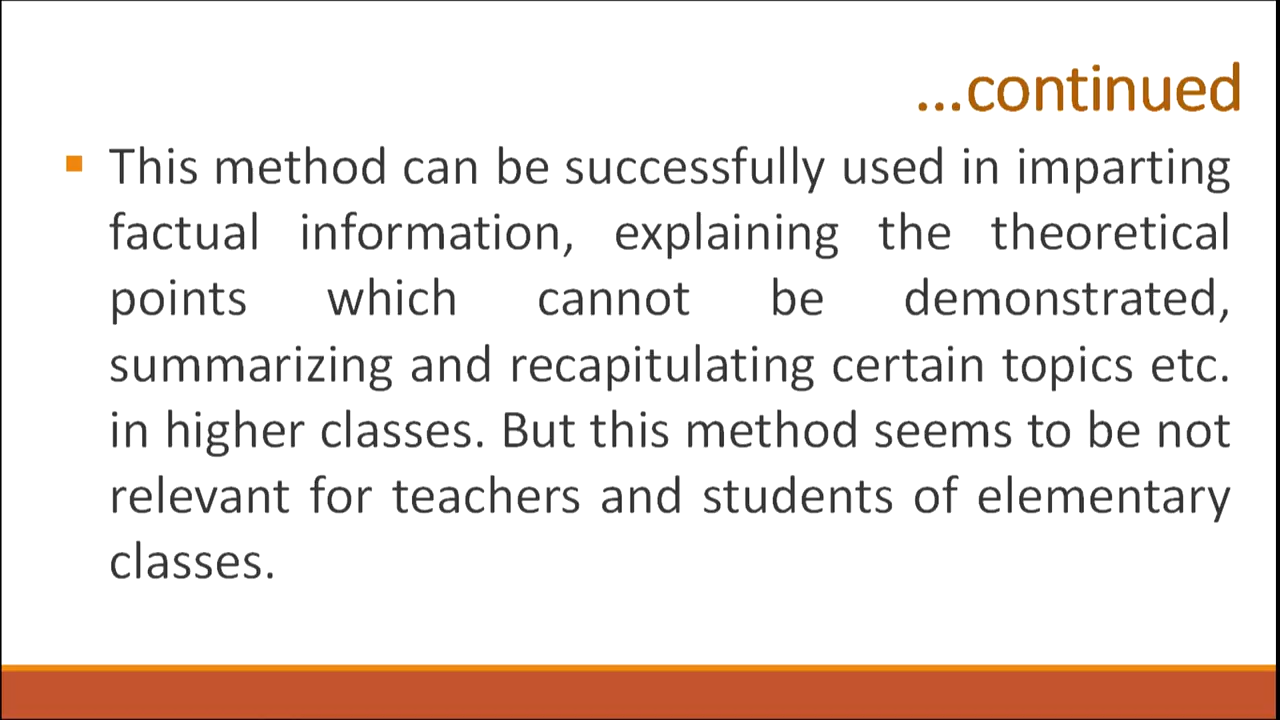 ...continued
This method can be successfully used in imparting
factual information, explaining the theoretical
points which cannot be demonstrated,
summarizing and recapitulating certain topics etc.
in higher classes. But this method seems to be not
relevant for teachers and students of elementary
classes.